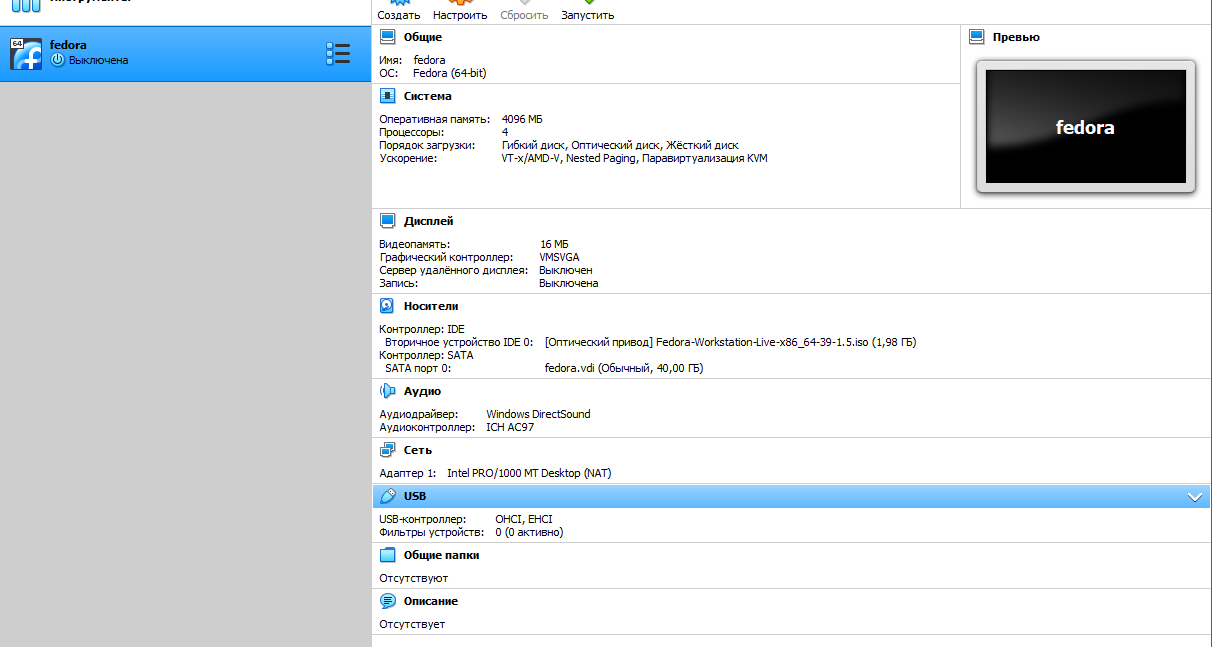 Создать Настроить Сбросить Запустить
64
fedora
Выключена
Общие
Имя: fedora
ОС: Fedora (64-bit)
Превью
fedora
Система
Оперативная память: 4096 МБ
Процессоры: 4
Порядок загрузки: Гибкий диск, Оптический диск, Жёсткий диск
Ускорение: VT-x/AMD-V, Nested Paging, Паравиртуализация KVM
Дисплей
Видеопамять: 16 МБ
Графический контроллер: VMSVGA
Сервер удалённого дисплея: Выключен
Запись: Выключена
Носители
Контроллер: IDE
Вторичное устройство IDE 0: [Оптический привод] Fedora-Workstation-Live-x86_64-39-1.5.iso (1,98 ГБ)
Контроллер: SATA
SATA порт 0: fedora.vdi (Обычный, 40,00 ГБ)
Аудио
Аудиодрайвер: Windows DirectSound
Аудиоконтроллер: ICH AC97
Сеть
Адаптер 1: Intel PRO/1000 MT Desktop (NAT)
USB
USB-контроллер: OHCI, EHCI
Фильтры устройств: 0 (0 активно)
Общие папки
Отсутствуют
Описание
Отсутствует